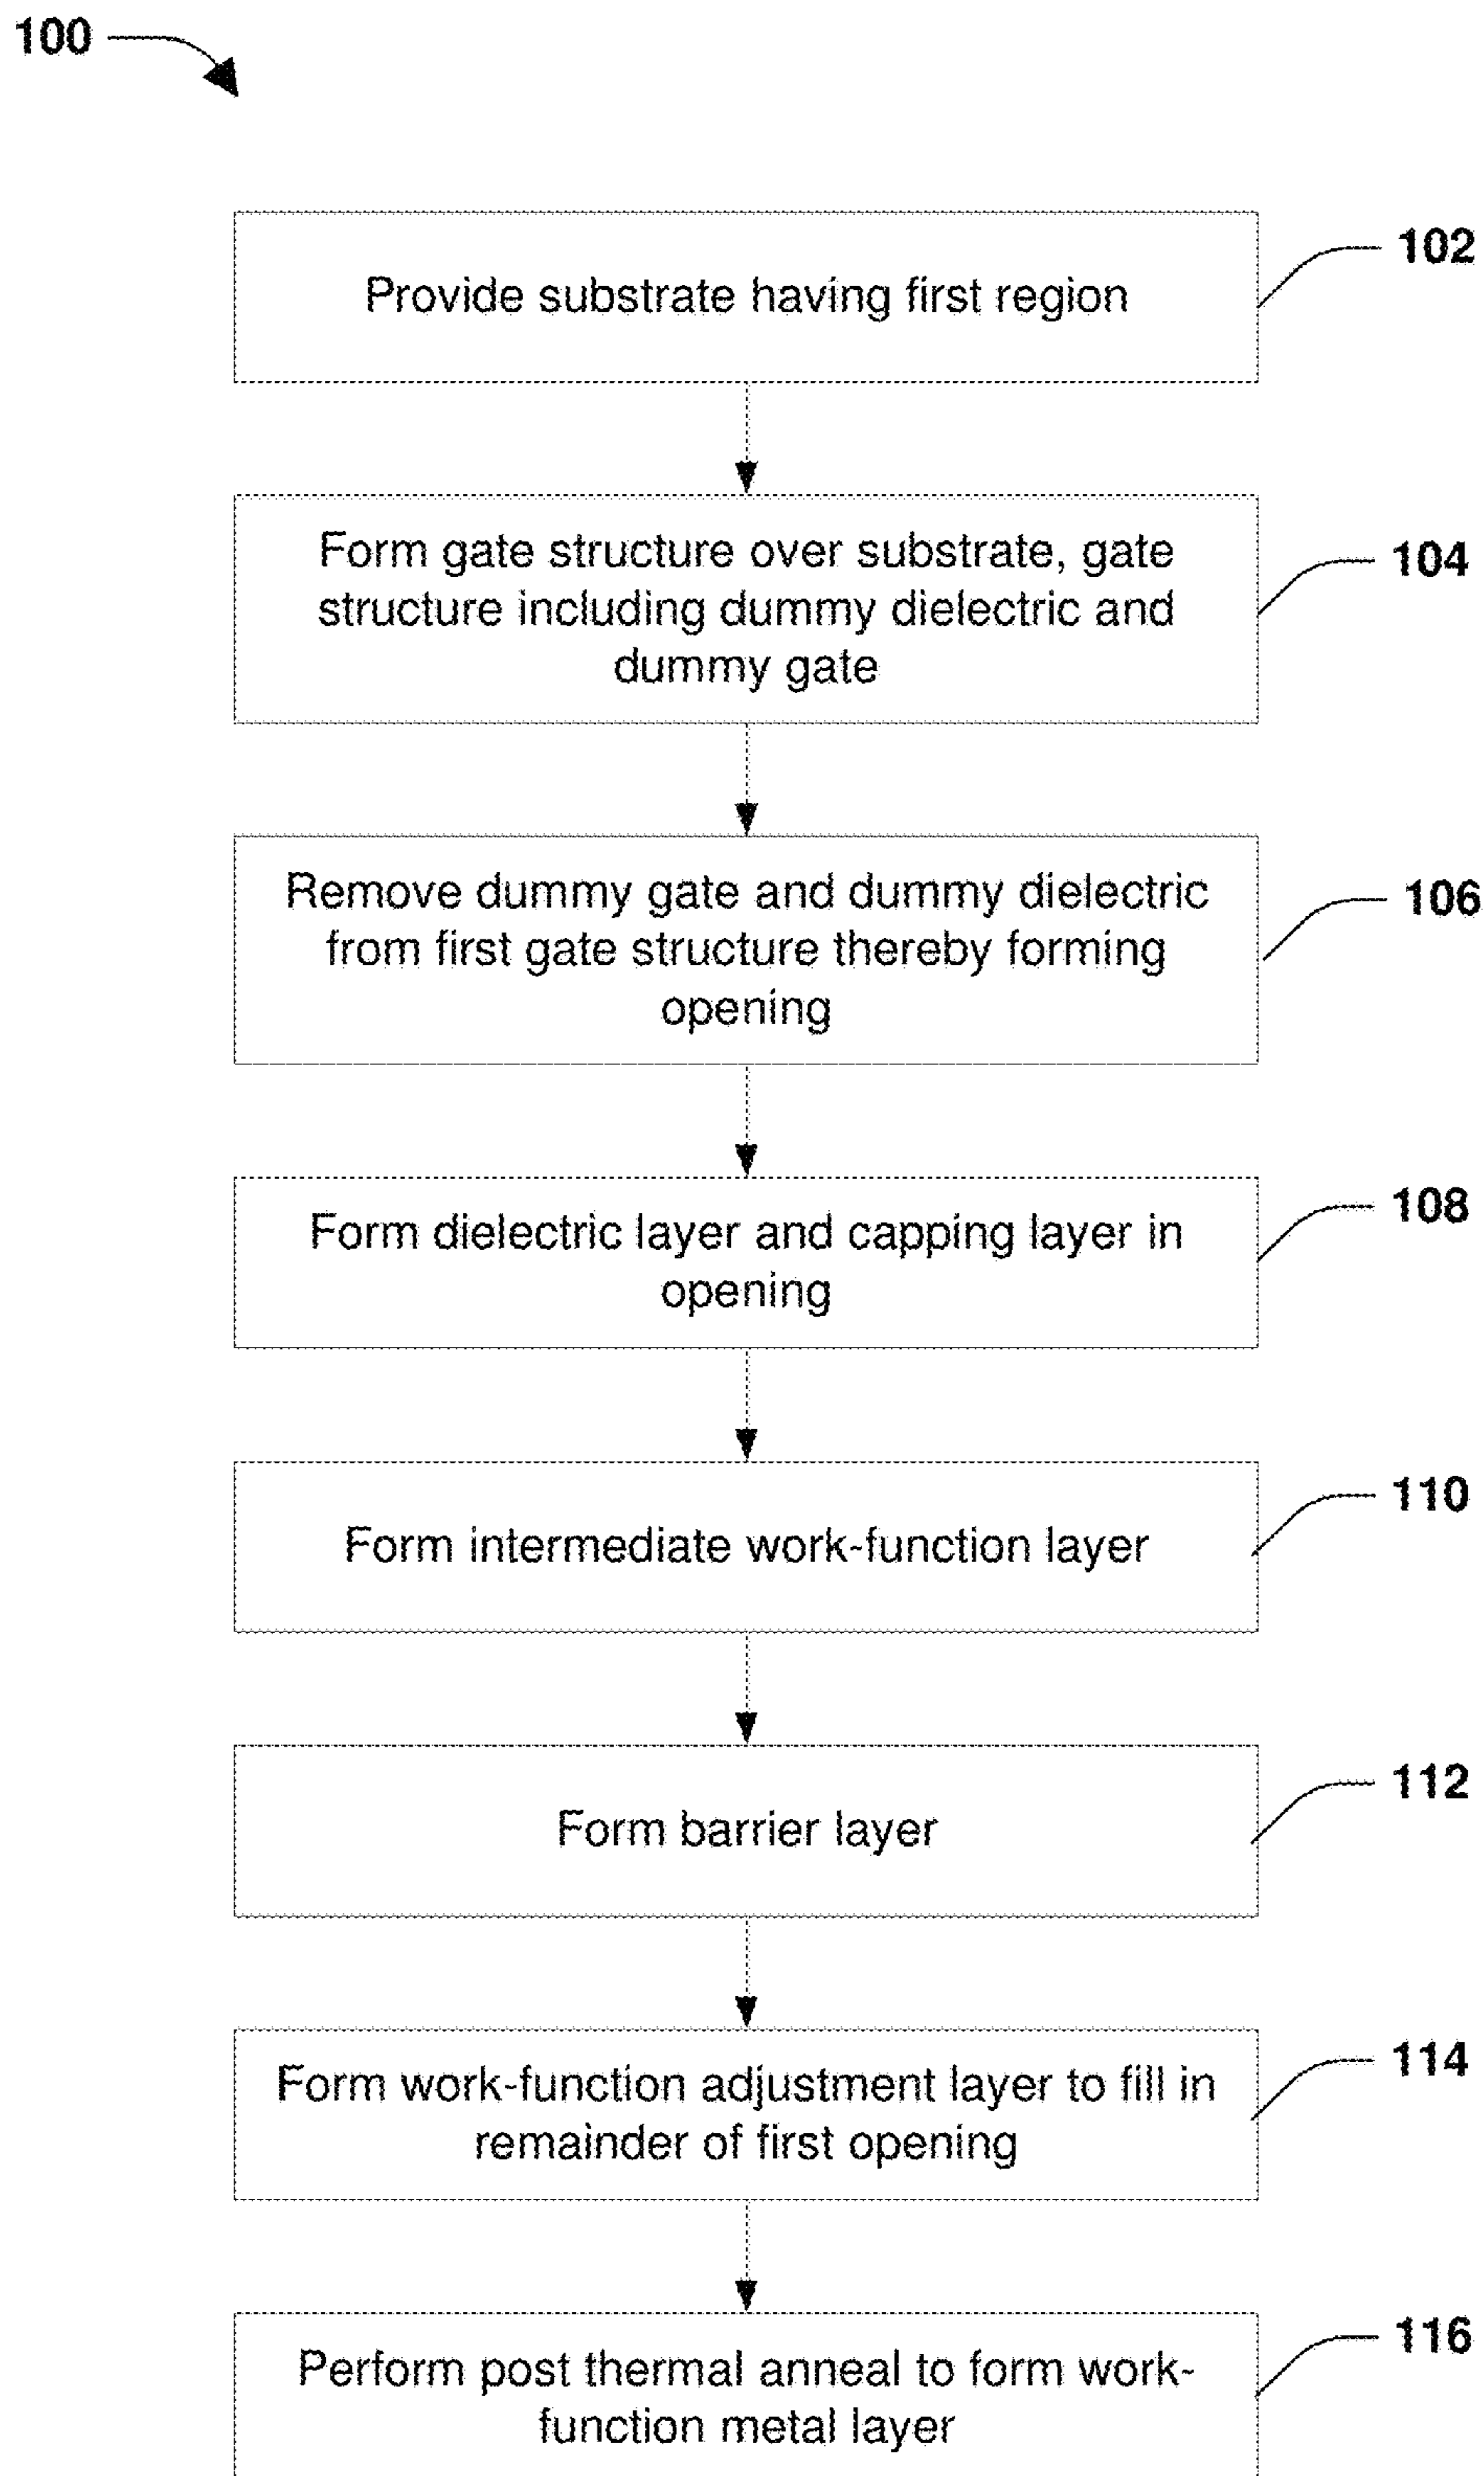 100
Provide substrate having first region
102
Form gate structure over substrate, gate
structure including dummy dielectric and
dummy gate
104
Remove dummy gate and dummy dielectric
from first gate structure thereby forming
opening
106
Form dielectric layer and capping layer in
opening
108
Form intermediate work-function layer
110
Form barrier layer
112
Form work-function adjustment layer to fill in
remainder of first opening
114
Perform post thermal anneal to form work-
function metal layer
116